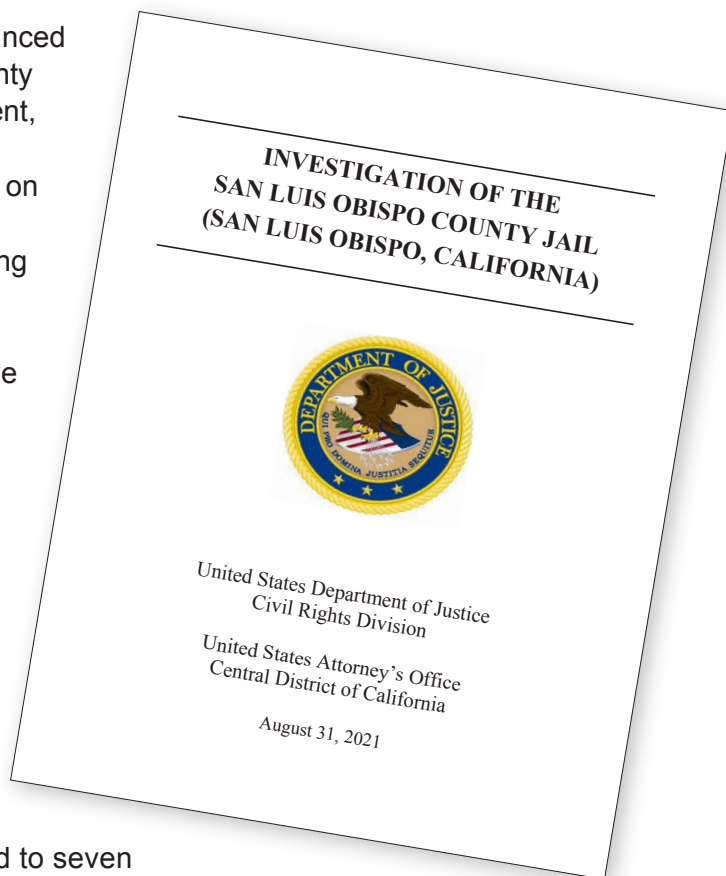 nced
nty
ent,
on
ng
e
INVESTIGATION OF THE
SAN LUIS OBISPO COUNTY JAIL
(SAN LUIS OBISPO, CALIFORNIA)
DEPARTMENT OF JUSTICE
QUI PRO DOMINA JUSTITIA SEQUITUR
United States Department of Justice
Civil Rights Division
United States Attorney's Office
Central District of California
August 31, 2021
d to seven